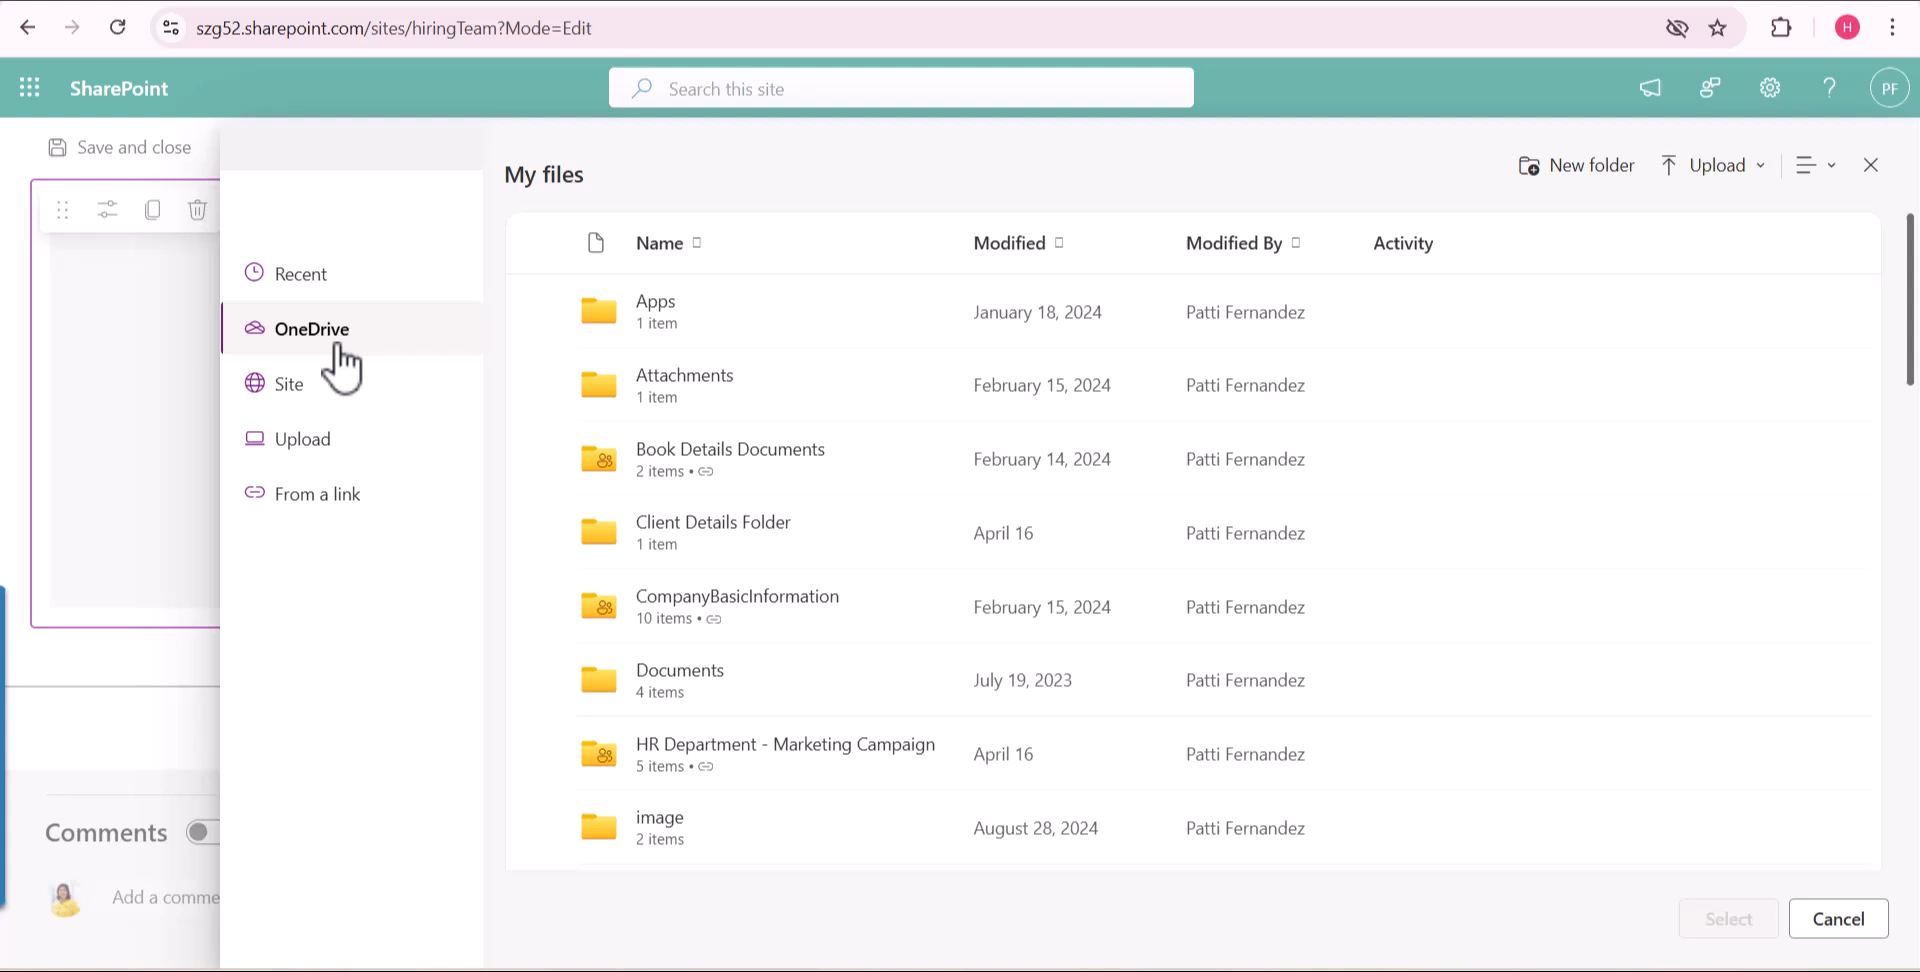 szg52.sharepoint.com/sites/hiringTeam?Mode=Edit
H
SharePoint
Search this site
?
PF
Save and close
My files
New folder
Upload
Name
Modified
Modified By
Activity
Recent
OneDrive
Site
Upload
From a link
Apps
1 item
January 18, 2024
Patti Fernandez
Attachments
1 item
February 15, 2024
Patti Fernandez
Book Details Documents
2 items •
February 14, 2024
Patti Fernandez
Client Details Folder
1 item
April 16
Patti Fernandez
CompanyBasicInformation
10 items •
February 15, 2024
Patti Fernandez
Documents
4 items
July 19, 2023
Patti Fernandez
HR Department - Marketing Campaign
5 items •
April 16
Patti Fernandez
image
2 items
August 28, 2024
Patti Fernandez
Comments
Add a comme
Select
Cancel